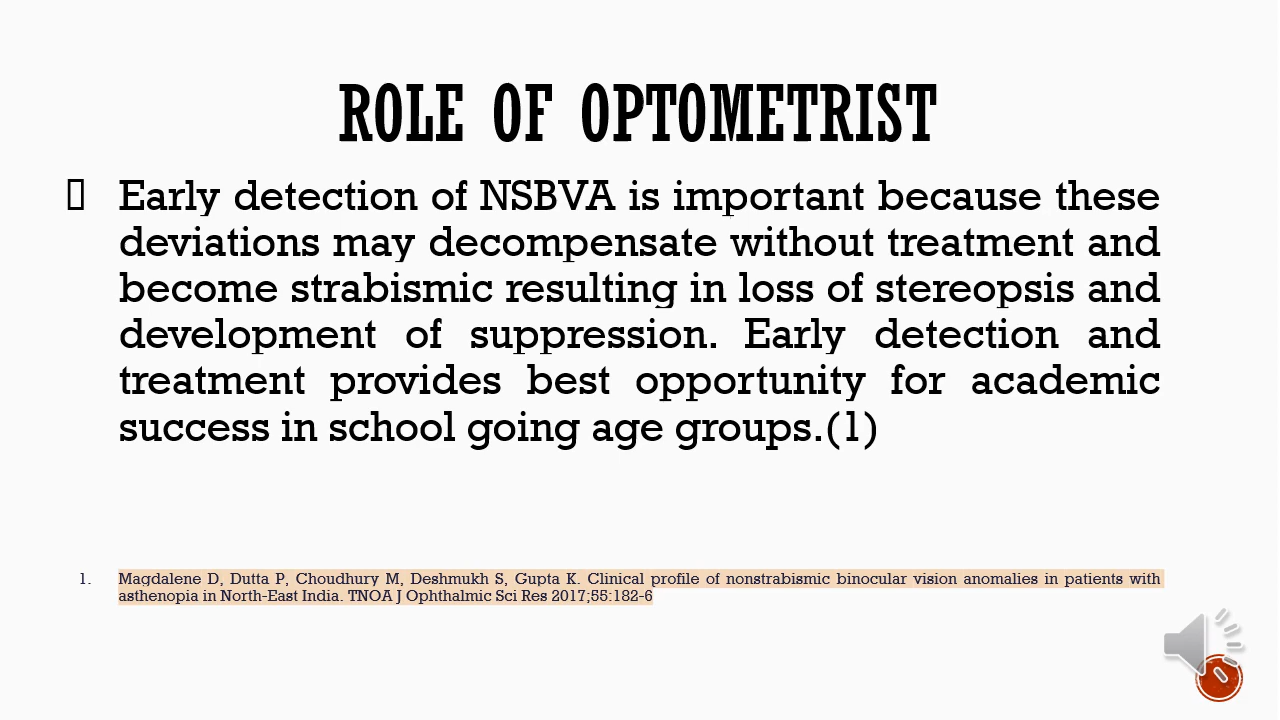 ROLE OF OPTOMETRIST
Early detection of NSBVA is important because these
deviations may decompensate without treatment and
become strabismic resulting in loss of stereopsis and
development of suppression. Early detection and
treatment provides best opportunity for academic
success in school going age groups.(1)
1. Magdalene D, Dutta P, Choudhury M, Deshmukh S, Gupta K. Clinical profile of nonstrabismic binocular vision anomalies in patients with
asthenopia in North-East India. TNOA J Ophthalmic Sci Res 2017;55:182-6